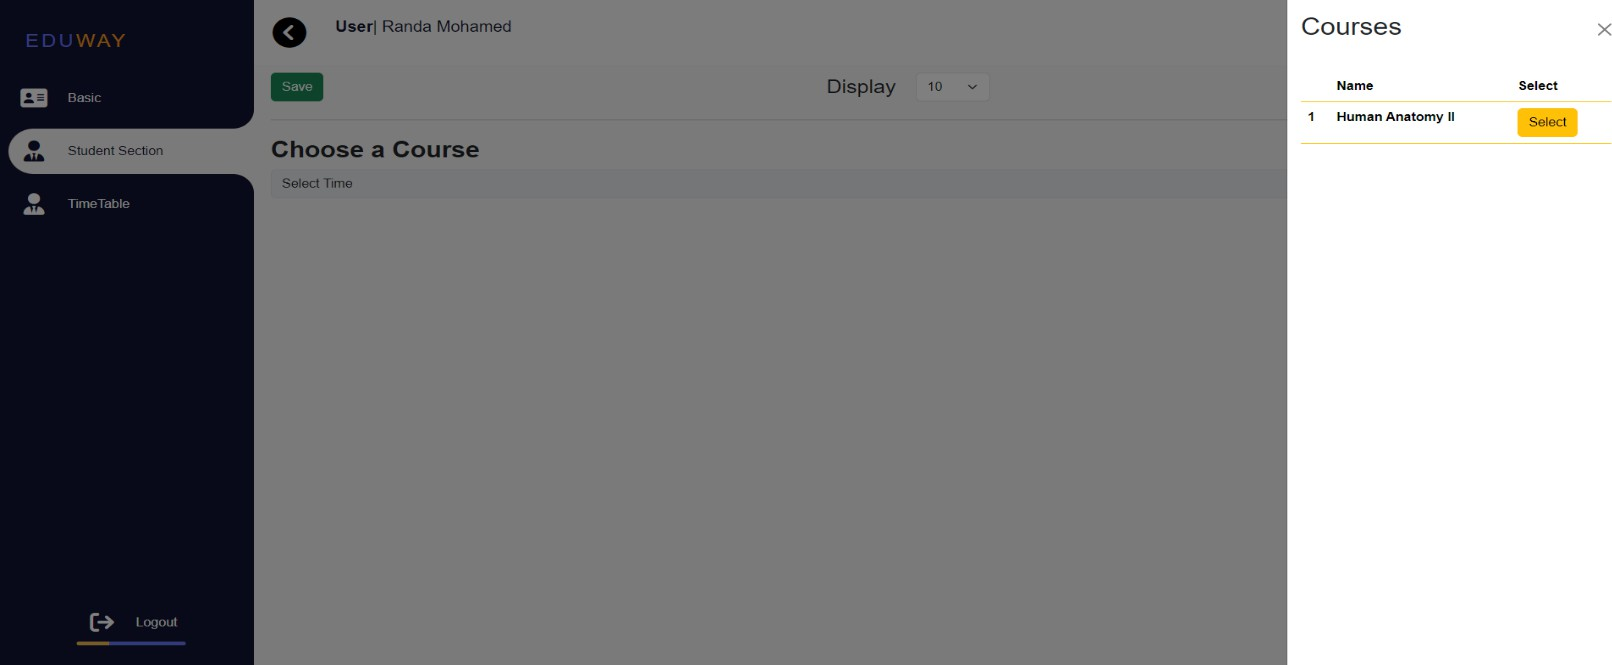 EDUWAY
Basic
Student Section
TimeTable
Logout
User| Randa Mohamed
Save
Display 10
Choose a Course
Select Time
Courses
Name Select
1 Human Anatomy II Select